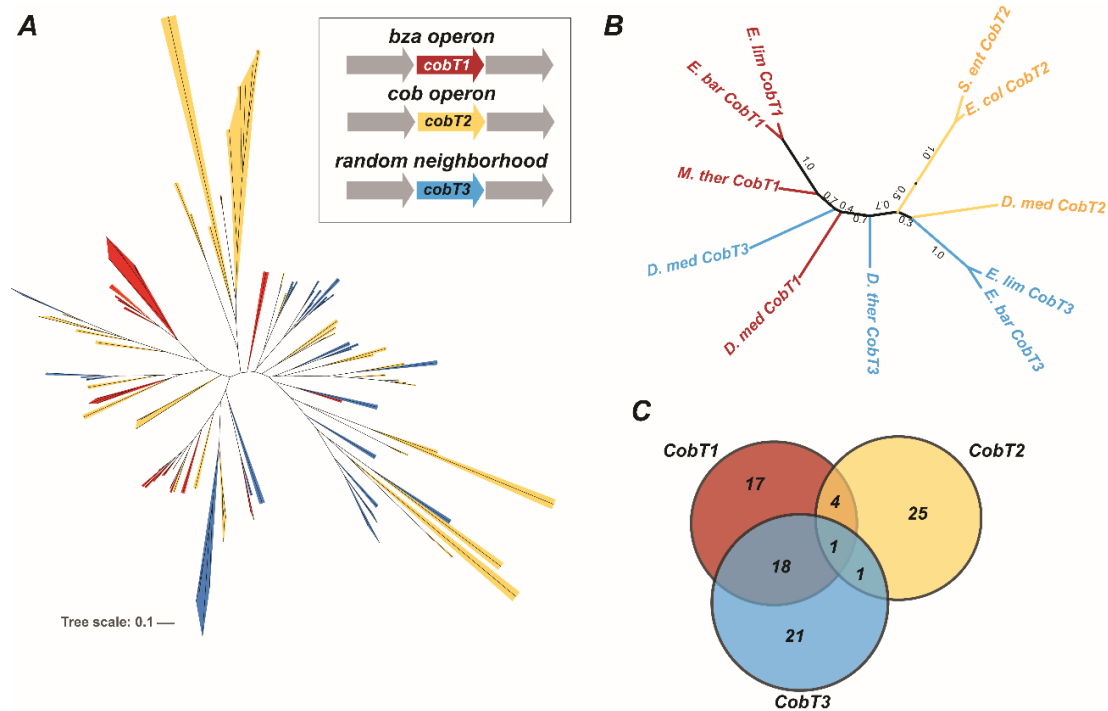 A
bza operon
cobT1
cob operon
cobT2
random neighborhood
cobT3
Tree scale: 0.1
B
E. lim CobT1
E. bar CobT1
M. ther CobT1
D. med CobT3
D. med CobT1
D. ther CobT3
E. bar CobT3
E. lim CobT3
D. med CobT2
E. col CobT2
S. ent CobT2
1.0
0.7
0.4
0.7
0.7
0.5
1.0
0.3
1.0
C
CobT1
CobT2
17
4
25
1
18
1
21
CobT3